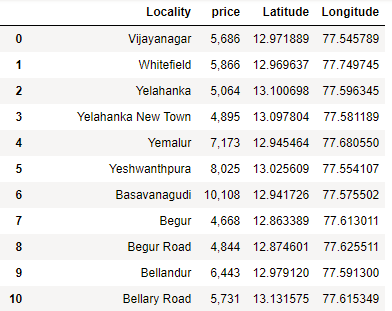 Locality price Latitude Longitude
0 Vijayanagar 5,686 12.971889 77.545789
1 Whitefield 5,866 12.969637 77.749745
2 Yelahanka 5,064 13.100698 77.596345
3 Yelahanka New Town 4,895 13.097804 77.581189
4 Yemalur 7,173 12.945464 77.680550
5 Yeshwanthpura 8,025 13.025609 77.554107
6 Basavanagudi 10,108 12.941726 77.575502
7 Begur 4,668 12.863389 77.613011
8 Begur Road 4,844 12.874601 77.625511
9 Bellandur 6,443 12.979120 77.591300
10 Bellary Road 5,731 13.131575 77.615349